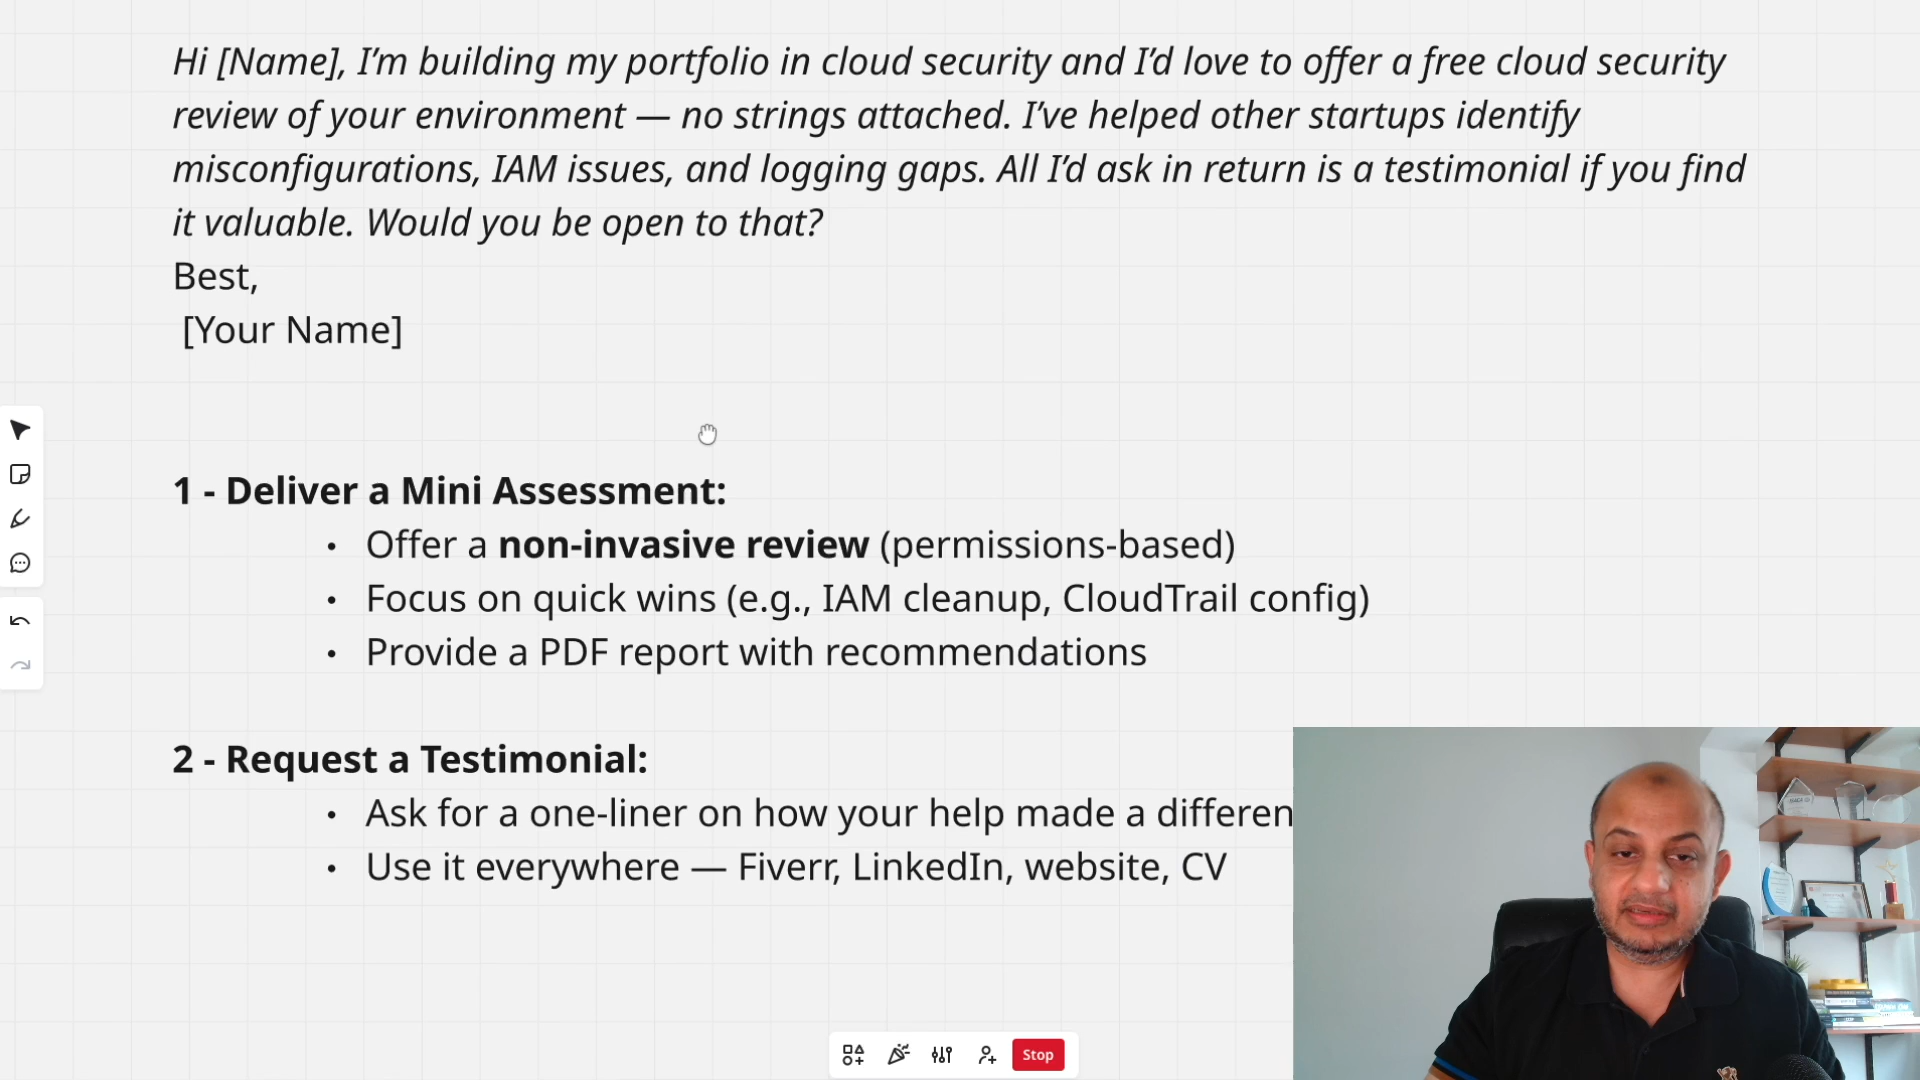 Hi [Name], I’m building my portfolio in cloud security and I’d love to offer a free cloud security
review of your environment — no strings attached. I’ve helped other startups identify
misconfigurations, IAM issues, and logging gaps. All I’d ask in return is a testimonial if you find
it valuable. Would you be open to that?
Best,
[Your Name]
1 - Deliver a Mini Assessment:
• Offer a non-invasive review (permissions-based)
• Focus on quick wins (e.g., IAM cleanup, CloudTrail config)
• Provide a PDF report with recommendations
2 - Request a Testimonial:
• Ask for a one-liner on how your help made a differen
• Use it everywhere — Fiverr, LinkedIn, website, CV
Stop